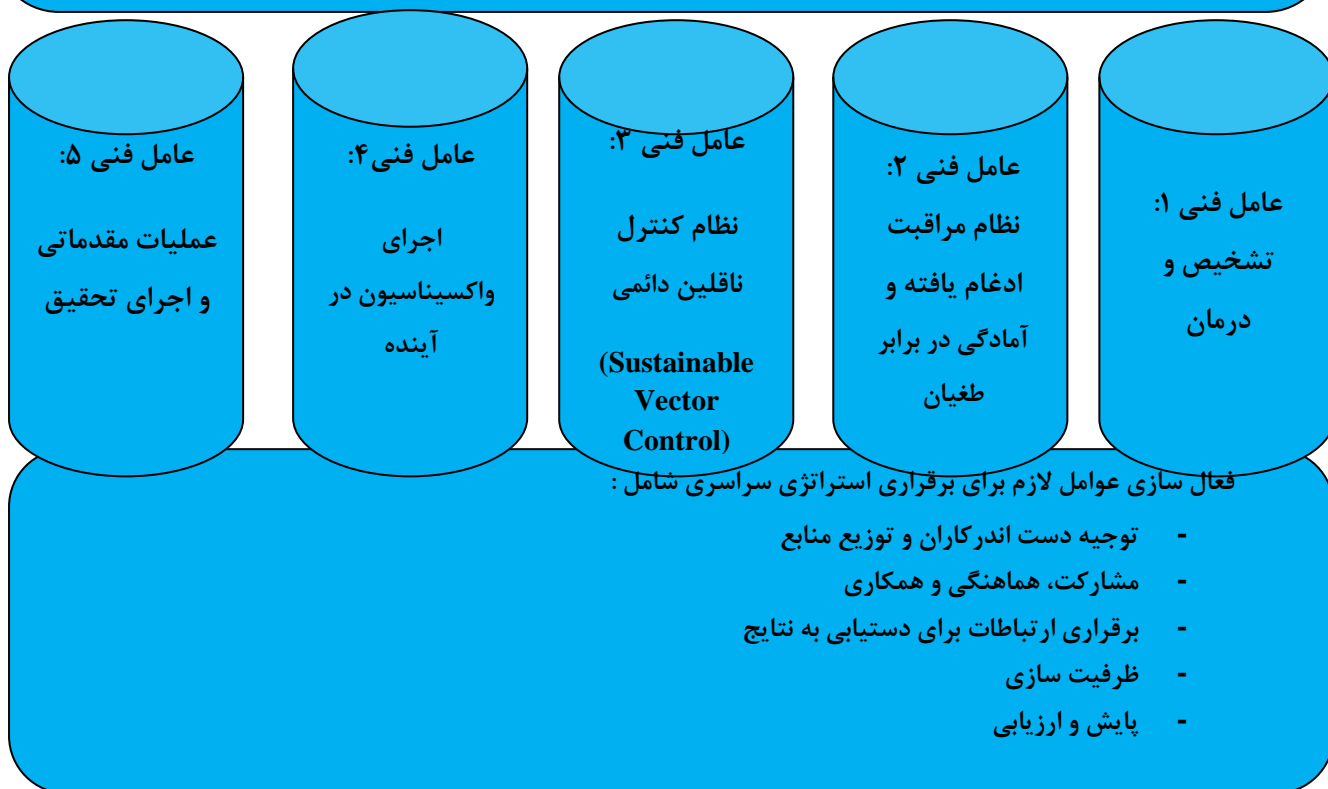 عامل فنی ۱:
تشخیص و
درمان
عامل فنی ۲:
نظام مراقبت
ادغام یافته و
آمادگی در برابر
طغیان
عامل فنی ۳:
نظام کنترل
ناقلین دائمی
(Sustainable
Vector
Control)
عامل فنی۴:
اجرای
واکسیناسیون در
آینده
عامل فنی ۵:
عملیات مقدماتی
و اجرای تحقیق
فعال سازی عوامل لازم برای برقراری استراتژی سراسری شامل :
- توجیه دست اندرکاران و توزیع منابع
- مشارکت، هماهنگی و همکاری
- برقراری ارتباطات برای دستیابی به نتایج
- ظرفیت سازی
- پایش و ارزیابی